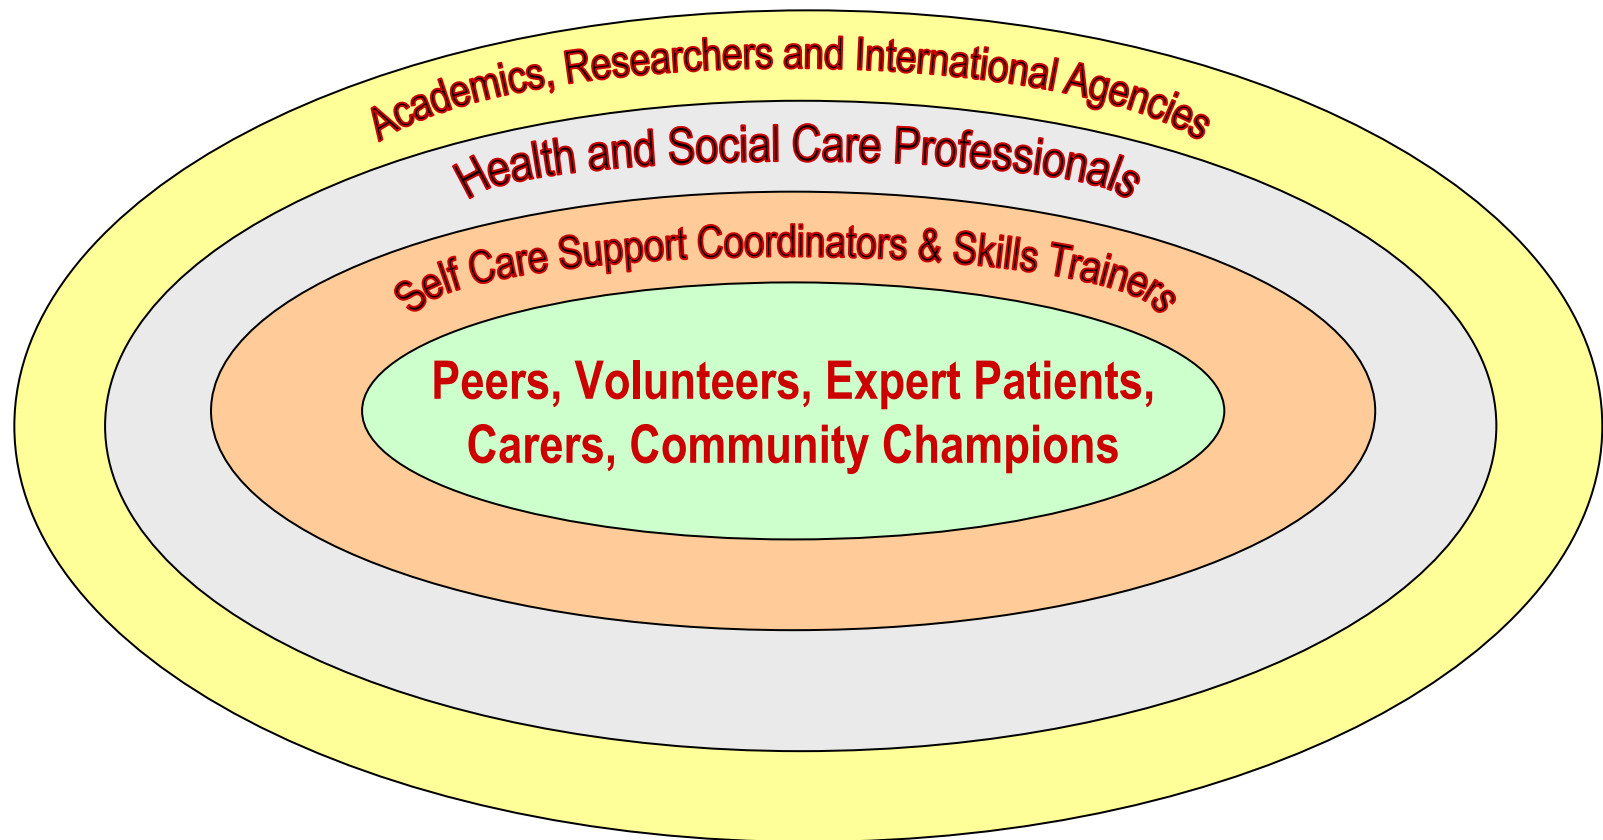 Academics, Researchers and International Agencies
Health and Social Care Professionals
Self Care Support Coordinators & Skills Trainers
Peers, Volunteers, Expert Patients,
Carers, Community Champions